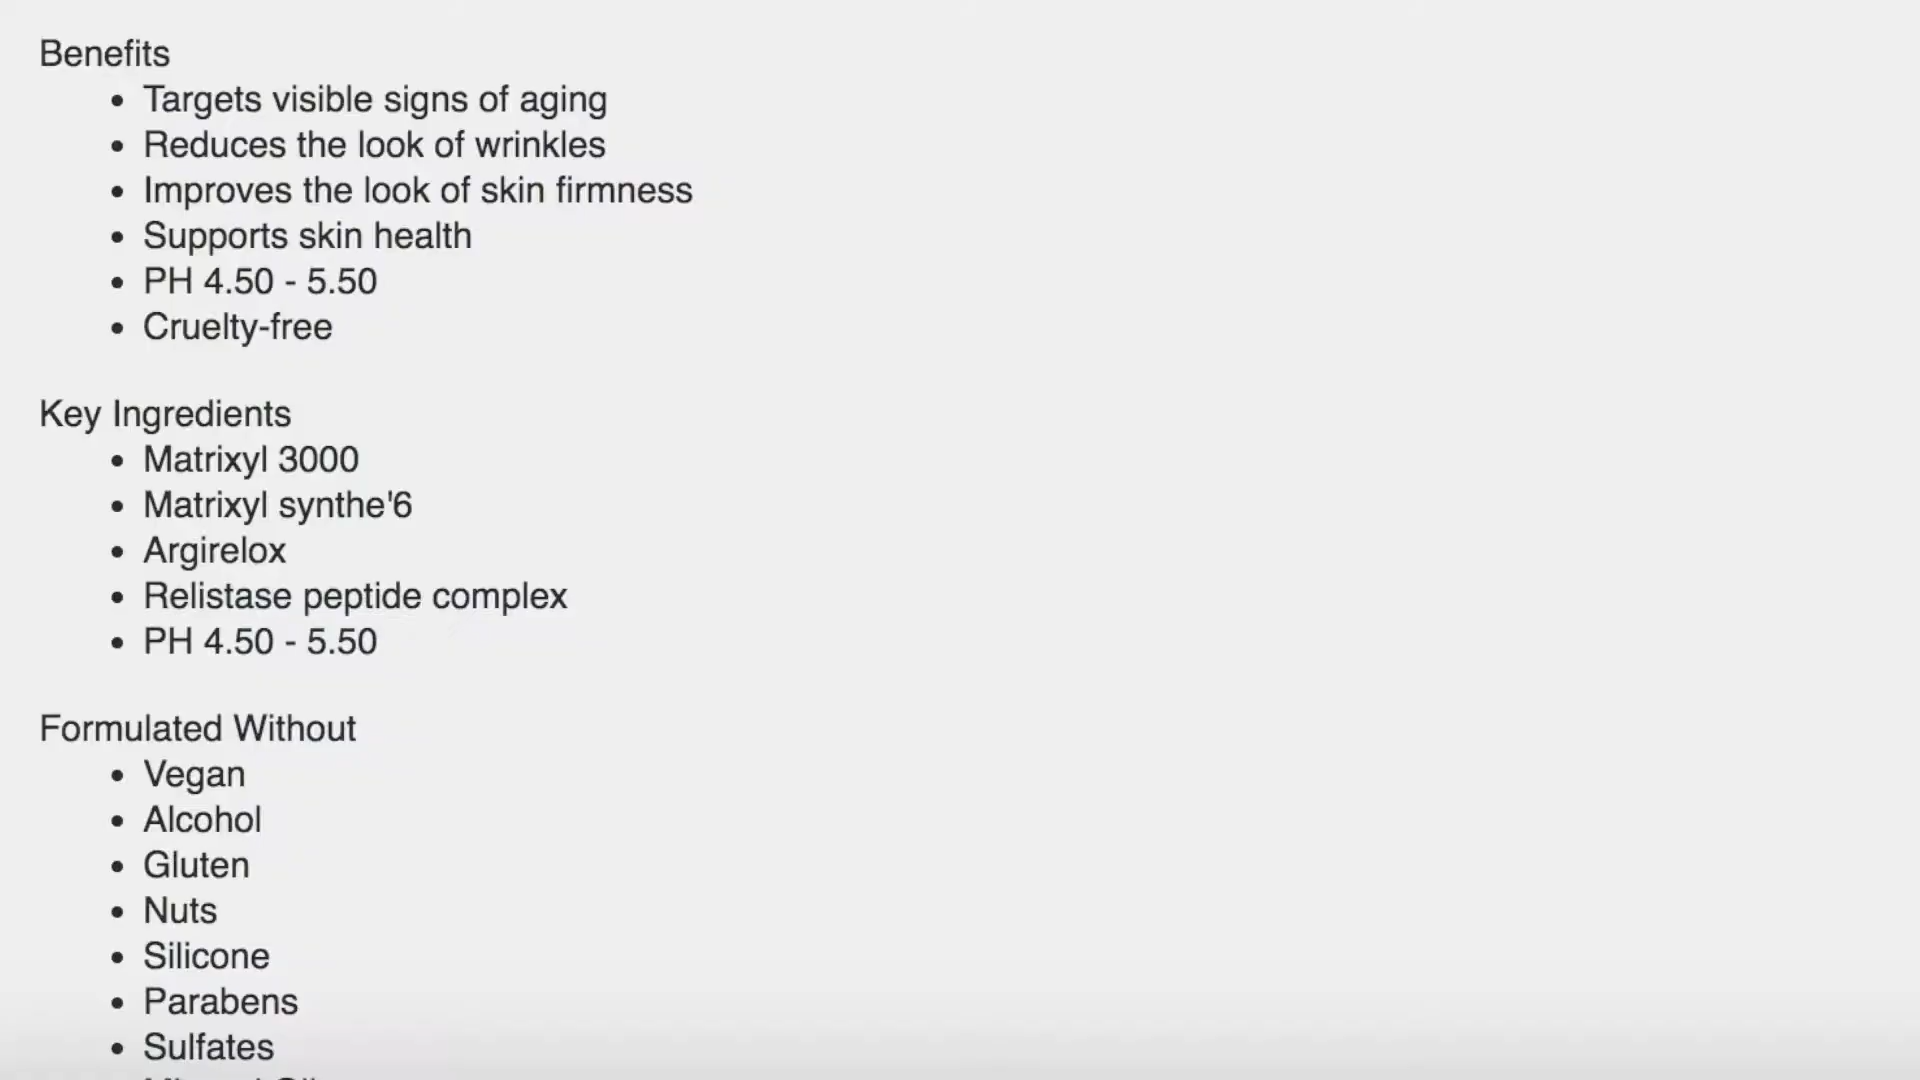 Benefits
• Targets visible signs of aging
• Reduces the look of wrinkles
• Improves the look of skin firmness
• Supports skin health
• PH 4.50 - 5.50
• Cruelty-free
Key Ingredients
• Matrixyl 3000
• Matrixyl synthe'6
• Argirelox
• Relistase peptide complex
• PH 4.50 - 5.50
Formulated Without
• Vegan
• Alcohol
• Gluten
• Nuts
• Silicone
• Parabens
• Sulfates